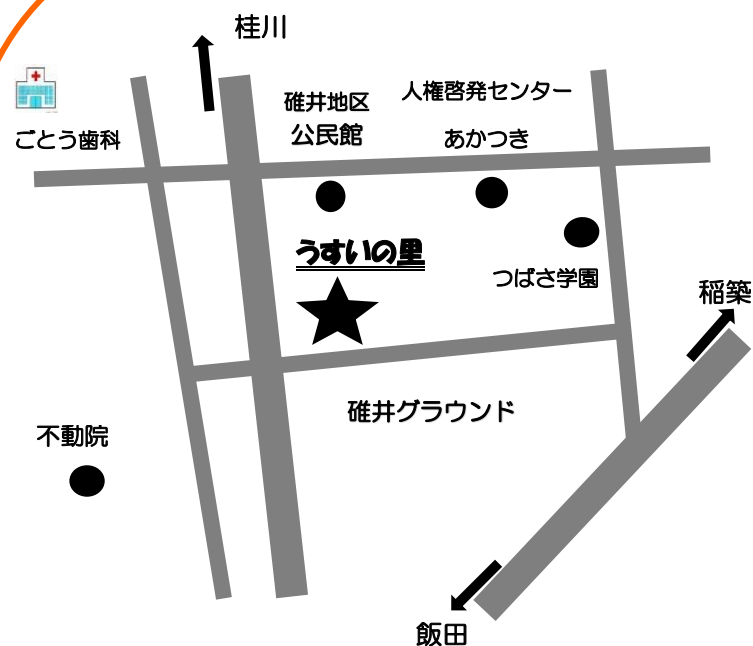 桂川
碓井地区
公民館
人権啓発センター
あかつき
ごとう歯科
うすいの里
つばさ学園
稲築
碓井グラウンド
不動院
飯田